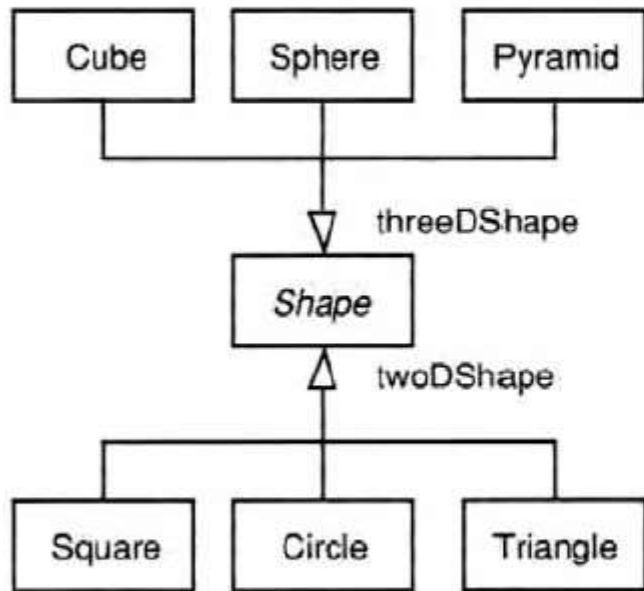 Cube Sphere Pyramid
threeDShape
Shape
twoDShape
Square Circle Triangle